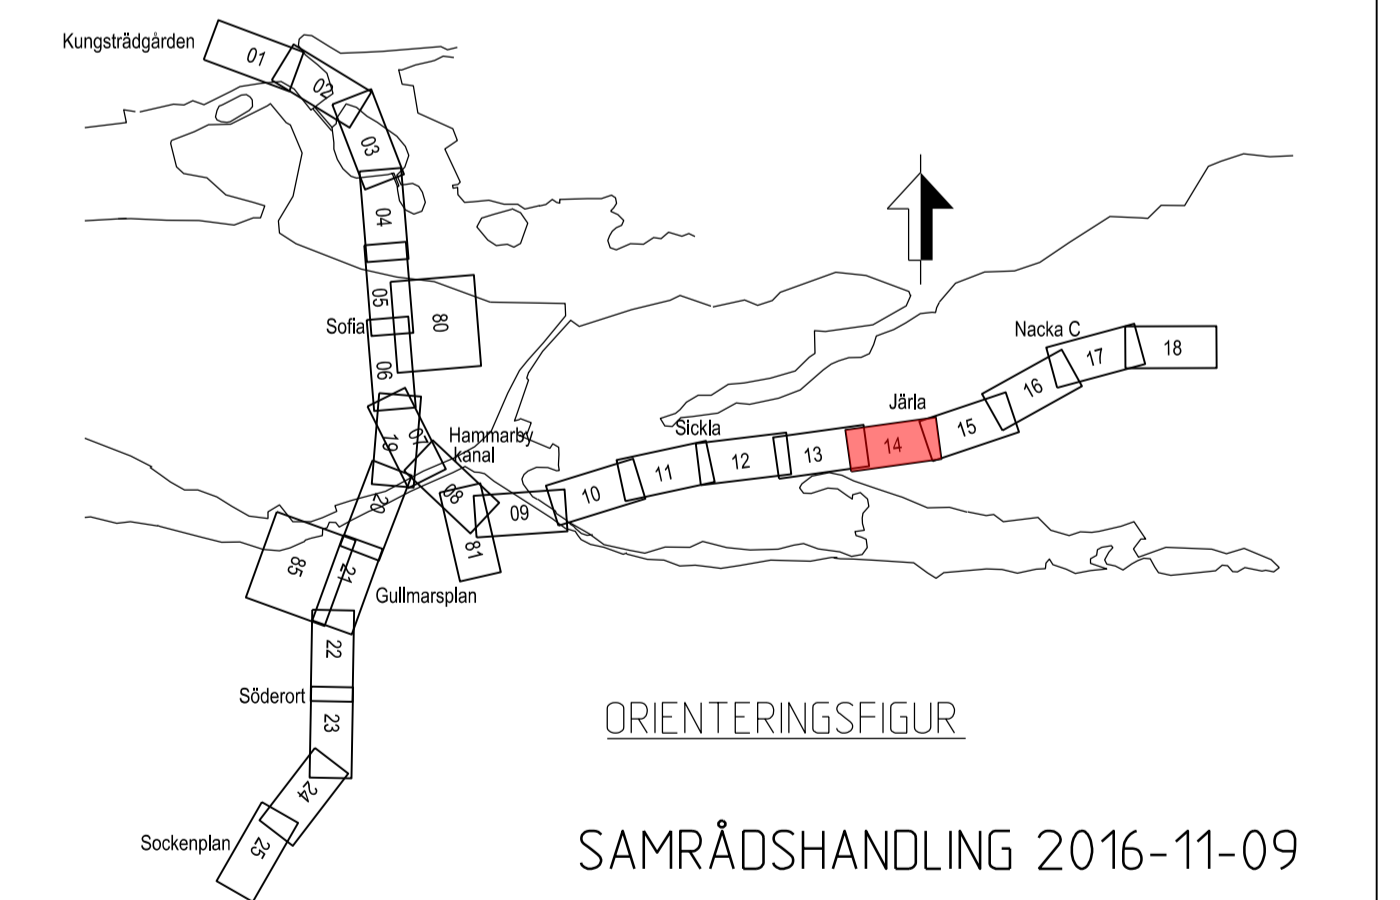 Kungsträdgården
01
02
03
04
05
80
Sofia
06
19
07
Hammarby
kanal
08
20
09
81
85
21
Gullmarsplan
22
Söderort
23
24
Sockenplan
25
10
11
Sickla
12
13
Järla
14
15
16
Nacka C
17
18
ORIENTERINGSFIGUR
SAMRÅDSHANDLING 2016-11-09